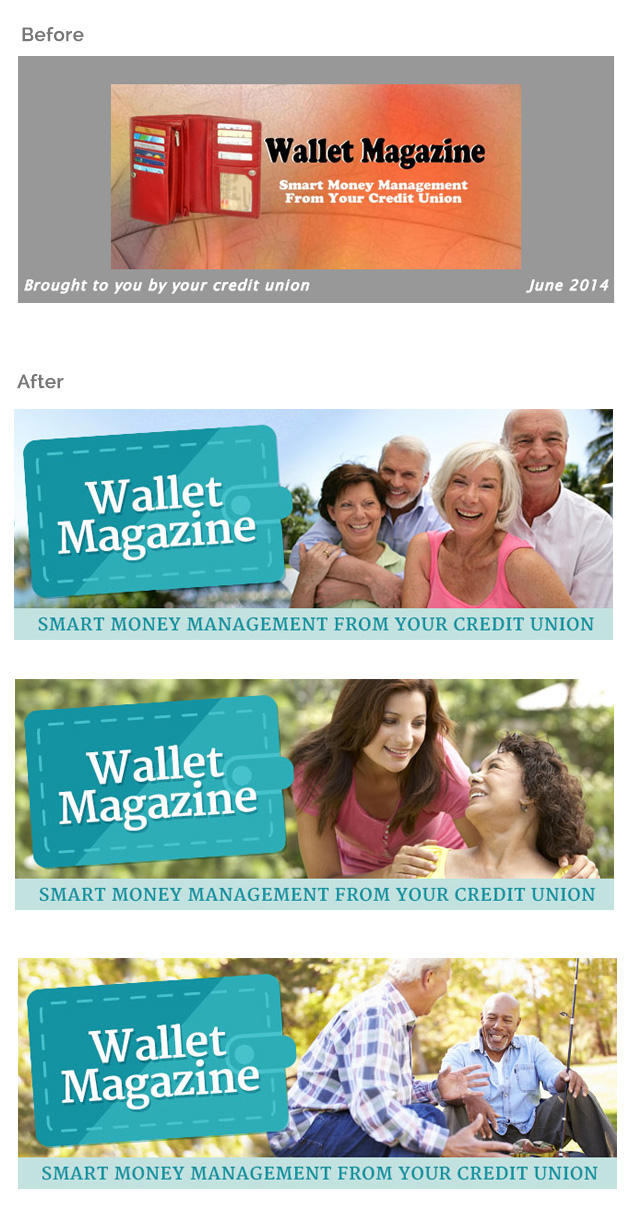 Before
Wallet Magazine
Smart Money Management
From Your Credit Union
Brought to you by your credit union
June 2014
After
Wallet
Magazine
SMART MONEY MANAGEMENT FROM YOUR CREDIT UNION
Wallet
Magazine
SMART MONEY MANAGEMENT FROM YOUR CREDIT UNION
Wallet
Magazine
SMART MONEY MANAGEMENT FROM YOUR CREDIT UNION